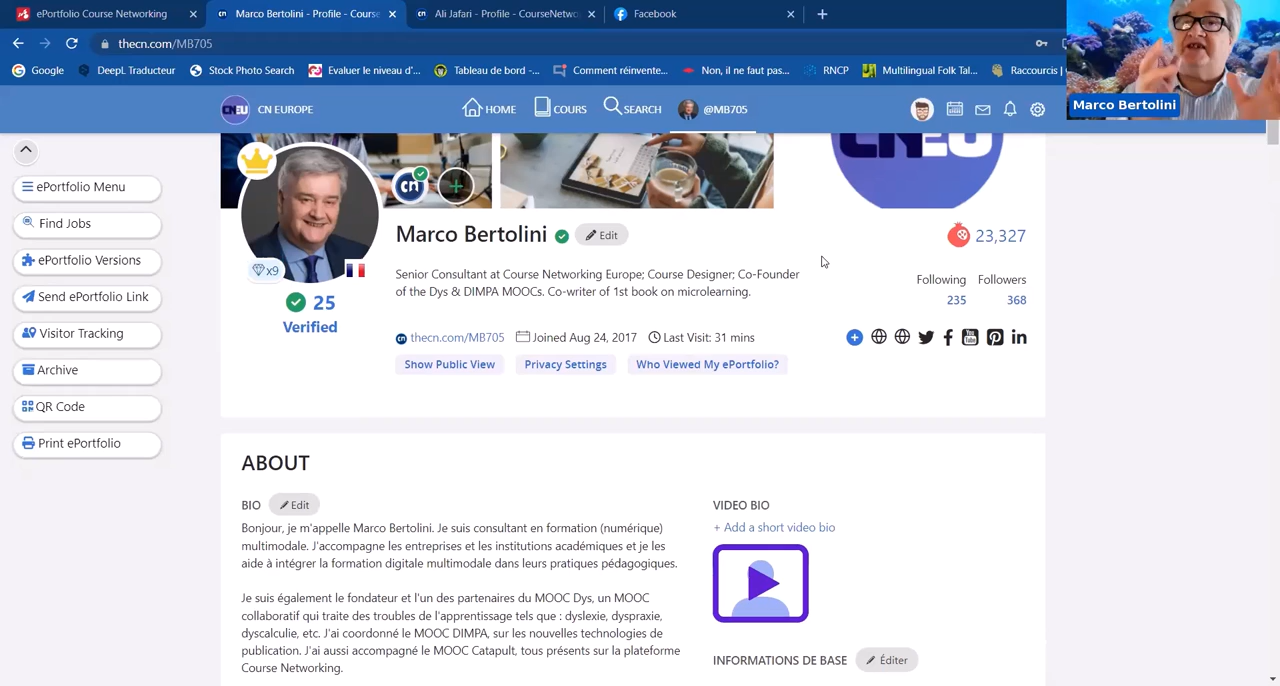 ePortfolio Course Networking
Marco Bertolini - Profile - Course
Ali Jafari - Profile - CourseNetwo
Facebook
thecn.com/MB705
Google
DeepL Traducteur
Stock Photo Search
Evaluer le niveau d'...
Tableau de bord -...
Comment réinvente...
Non, il ne faut pas...
RNCP
Multilingual Folk Tal...
Raccourcis
Marco Bertolini
CNEU
CN EUROPE
HOME
COURS
SEARCH
@MB705
ePortfolio Menu
Find Jobs
ePortfolio Versions
Send ePortfolio Link
Visitor Tracking
Archive
QR Code
Print ePortfolio
cn
CNEU
x9
25
Verified
Marco Bertolini
Edit
Senior Consultant at Course Networking Europe; Course Designer; Co-Founder
of the Dys & DIMPA MOOCs. Co-writer of 1st book on microlearning.
thecn.com/MB705
Joined Aug 24, 2017
Last Visit: 31 mins
Show Public View
Privacy Settings
Who Viewed My ePortfolio?
23,327
Following
Followers
235
368
ABOUT
BIO
Edit
Bonjour, je m'appelle Marco Bertolini. Je suis consultant en formation (numérique)
multimodale. J'accompagne les entreprises et les institutions académiques et je les
aide à intégrer la formation digitale multimodale dans leurs pratiques pédagogiques.
Je suis également le fondateur et l'un des partenaires du MOOC Dys, un MOOC
collaboratif qui traite des troubles de l'apprentissage tels que : dyslexie, dyspraxie,
dyscalculie, etc. J'ai coordonné le MOOC DIMPA, sur les nouvelles technologies de
publication. J'ai aussi accompagné le MOOC Catapult, tous présents sur la plateforme
Course Networking.
VIDEO BIO
+ Add a short video bio
INFORMATIONS DE BASE
Éditer